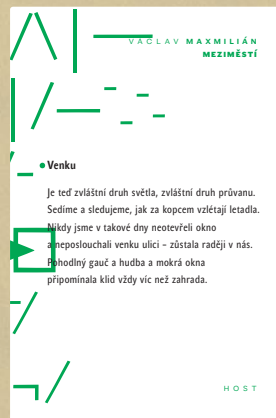 VÁCLAV MAXMILIÁN
MEZIMĚSTÍ
Venku
Je teď zvláštní druh světla, zvláštní druh průvanu.
Sedíme a sledujeme, jak za kopcem vzlétají letadla.
Nikdy jsme v takové dny neotevřeli okno
a neposlouchali venku ulici – zůstala raději v nás.
Pohodlný gauč a hudba a mokrá okna
připomínala klid vždy víc než zahrada.
HOST